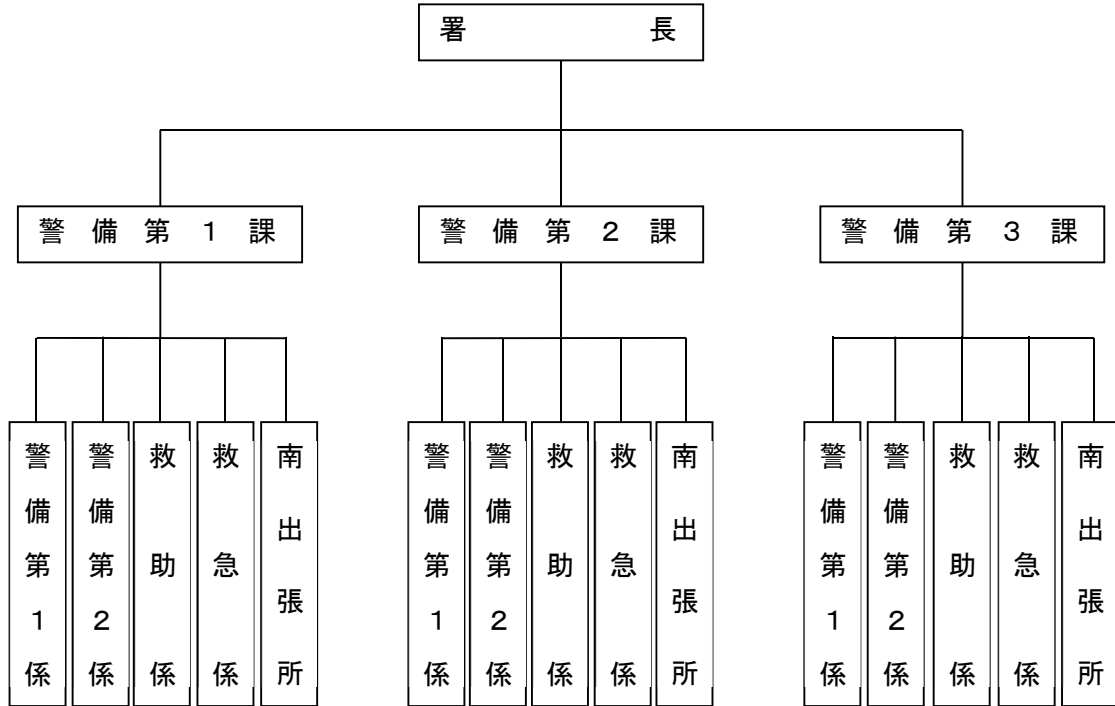 署長
警備第１課
警備第２課
警備第３課
警備第１係
警備第２係
救助係
救急係
南出張所
警備第１係
警備第２係
救助係
救急係
南出張所
警備第１係
警備第２係
救助係
救急係
南出張所